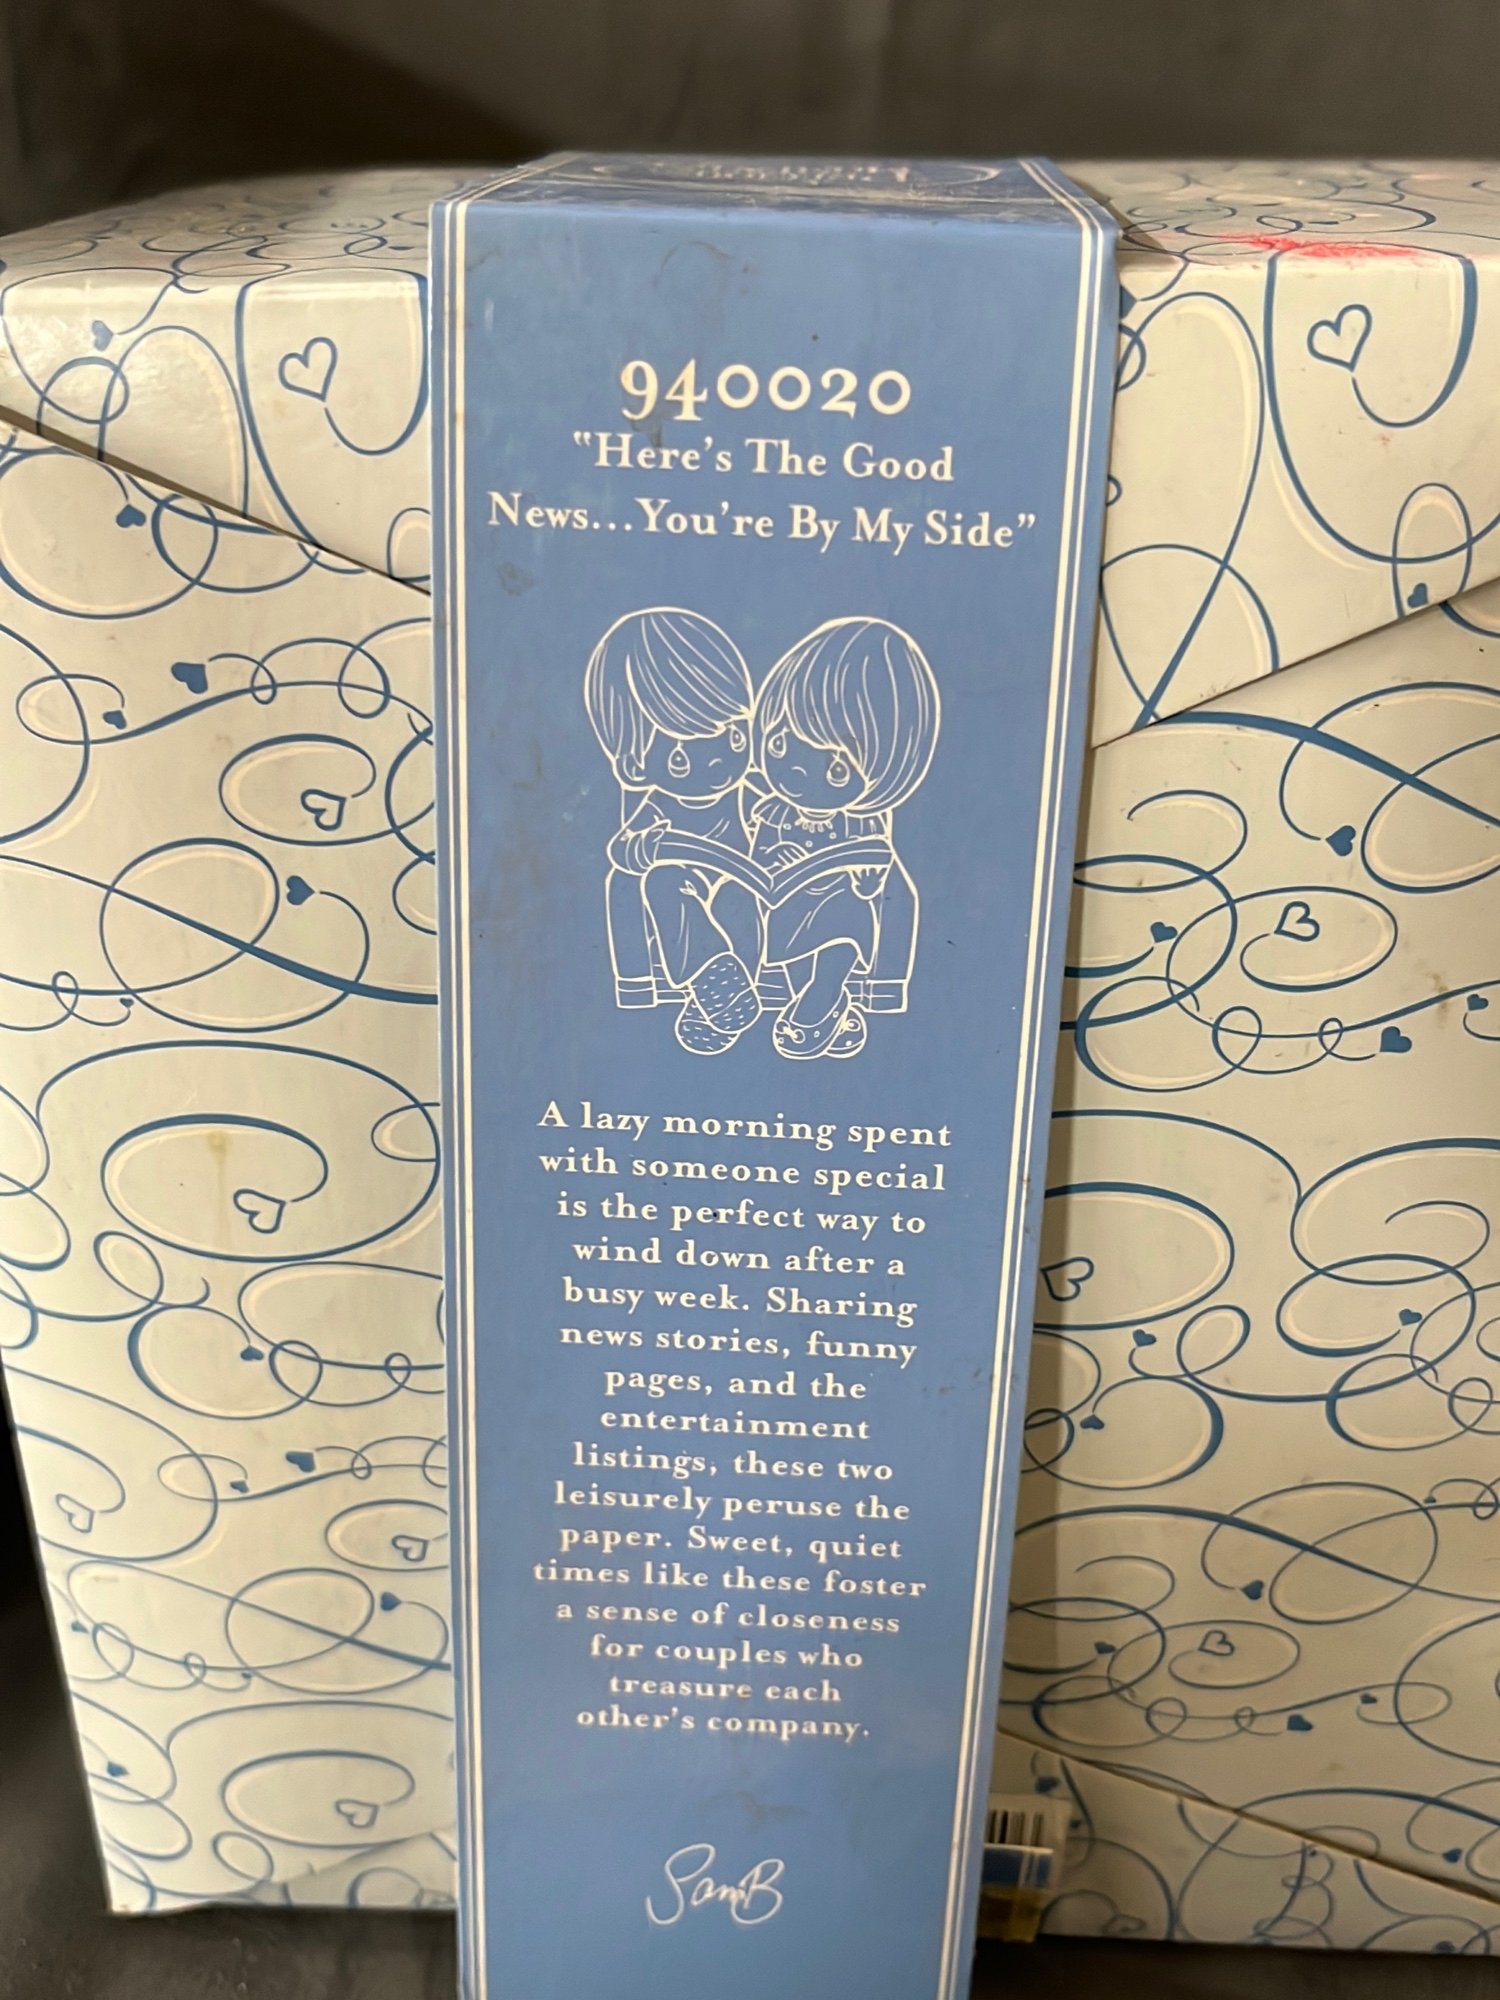 940020
"Here's The Good
News...You're By My Side"
A lazy morning spent
with someone special
is the perfect way to
wind down after a
busy week. Sharing
news stories, funny
pages, and the
entertainment
listings, these two
leisurely peruse the
paper. Sweet, quiet
times like these foster
a sense of closeness
for couples who
treasure each
other's company.
SamB